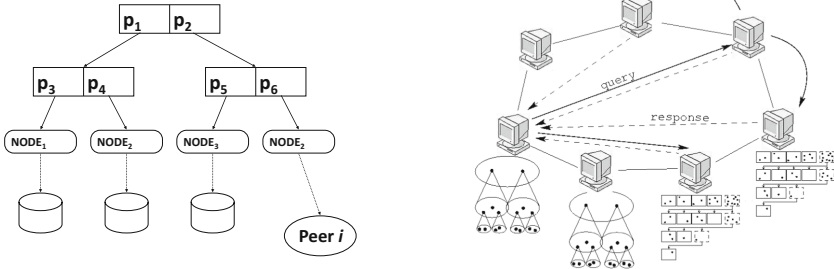 p1 p2
p3 p4 p5 p6
NODE1 NODE2 NODE3 NODE2
Peer i
query
response